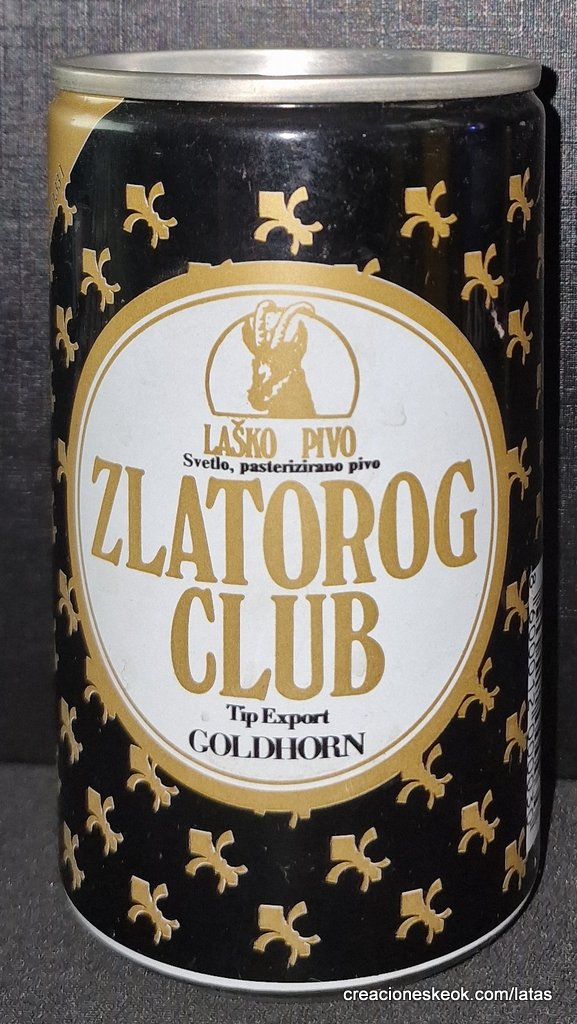 LAŠKO PIVO
Svetlo, pasterizirano pivo
ZLATOROG
CLUB
Tip Export
GOLDHORN
creacioneskeok.com/latas